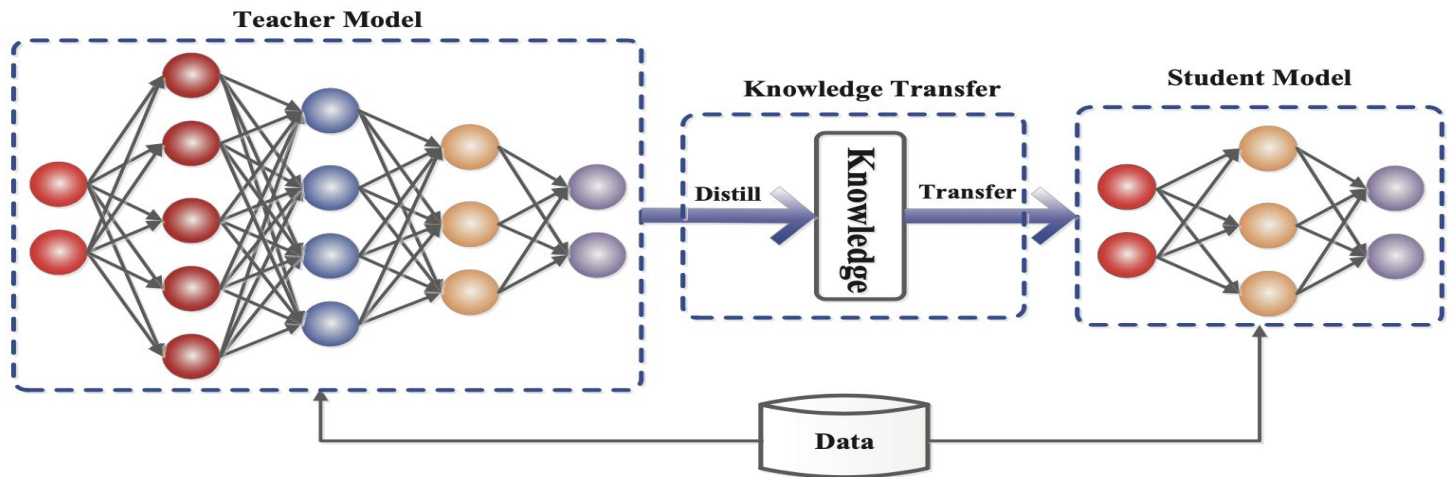 Teacher Model
Knowledge Transfer
Student Model
Distill
Knowledge
Transfer
Data